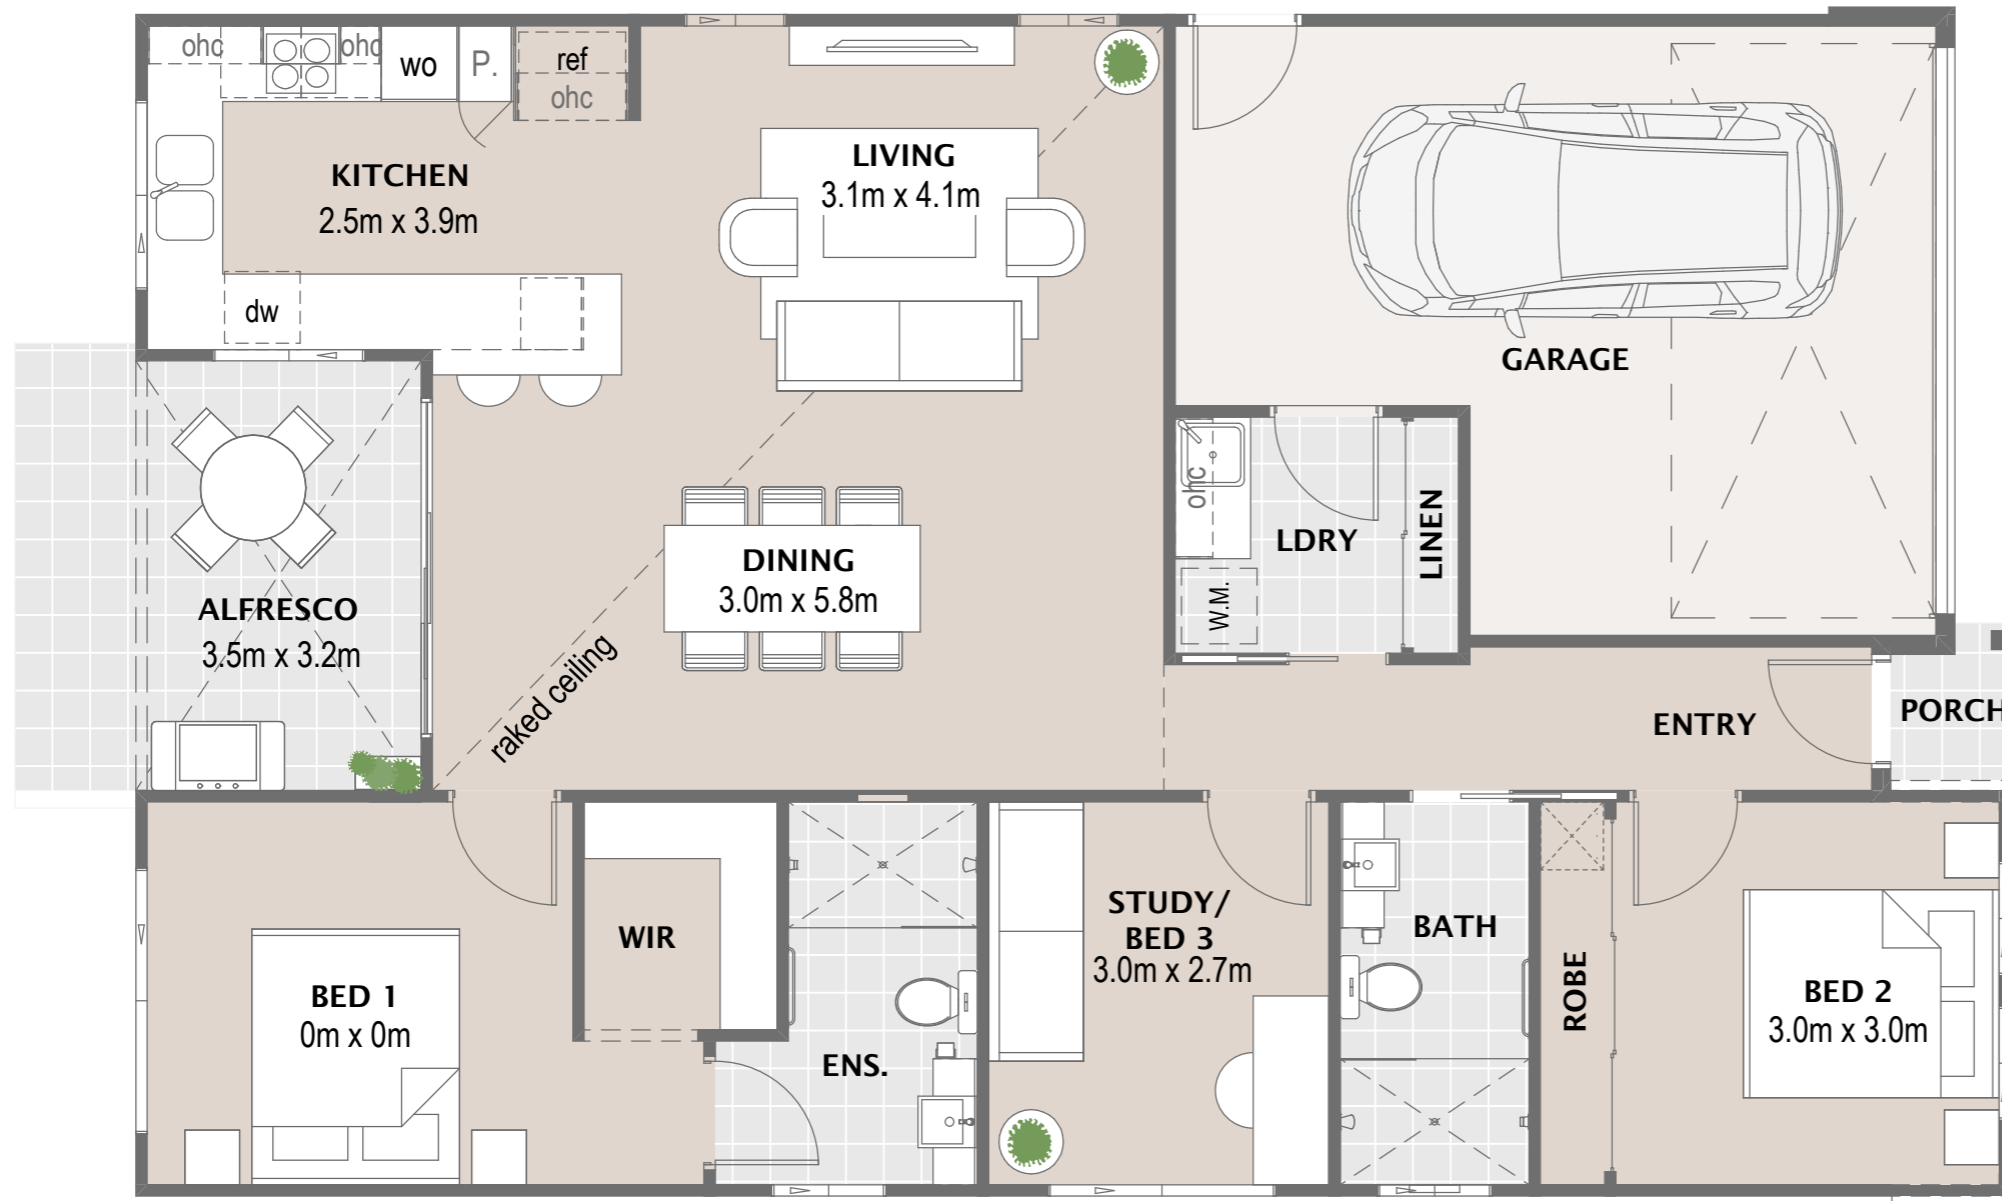 ohc
ohc
wo
P.
ref
ohc
KITCHEN
2.5m x 3.9m
LIVING
3.1m x 4.1m
dw
GARAGE
ohc
LDRY
LINEN
W.M.
DINING
3.0m x 5.8m
ALFRESCO
3.5m x 3.2m
raked ceiling
ENTRY
PORCH
WIR
STUDY/
BED 3
3.0m x 2.7m
BATH
ROBE
BED 1
0m x 0m
ENS.
BED 2
3.0m x 3.0m